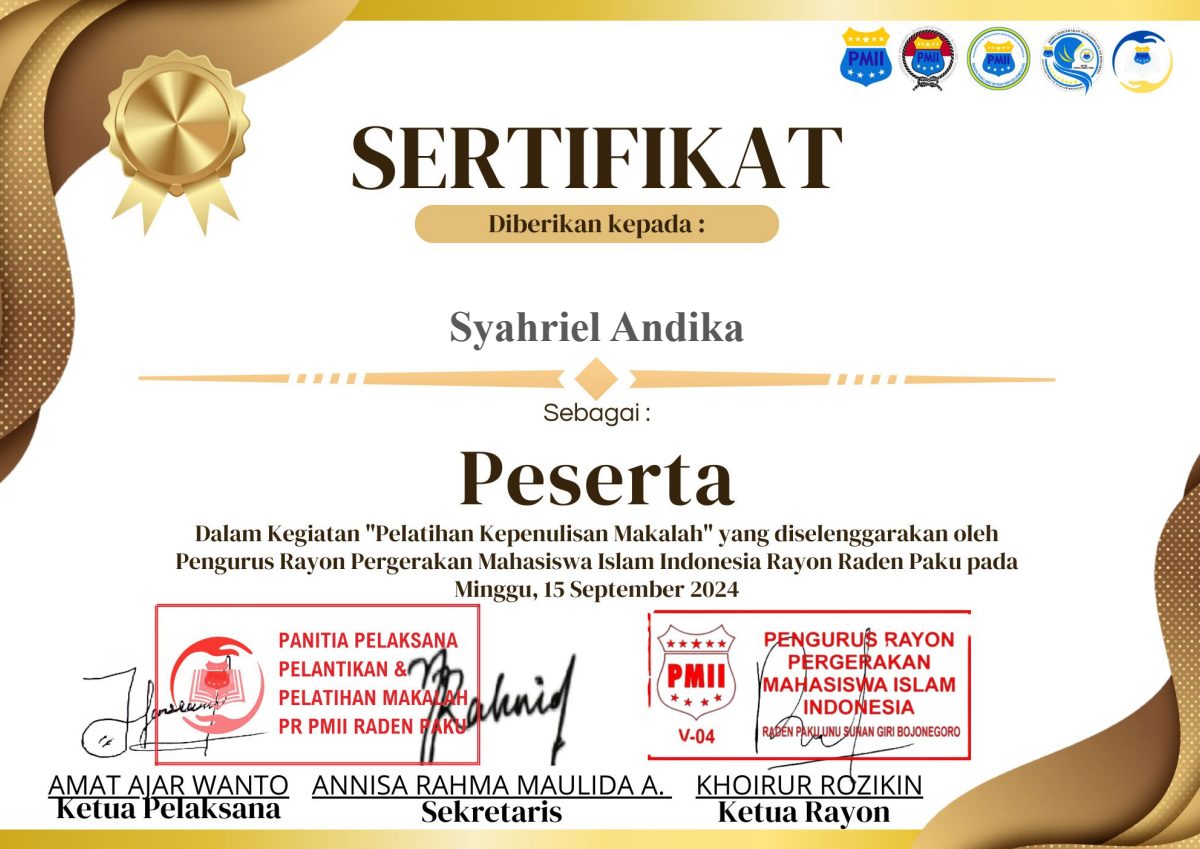 PMII
PMII
PMII
SERTIFIKAT
Diberikan kepada :
Syahriel Andika
Sebagai :
Peserta
Dalam Kegiatan "Pelatihan Kepenulisan Makalah" yang diselenggarakan oleh
Pengurus Rayon Pergerakan Mahasiswa Islam Indonesia Rayon Raden Paku pada
Minggu, 15 September 2024
PANITIA PELAKSANA
PELANTIKAN &
PELATIHAN MAKALAH
PR PMII RADEN PAKU
PMII
V-04
PENGURUS RAYON
PERGERAKAN
MAHASISWA ISLAM
INDONESIA
RADEN PAKU UNU SUNAN GIRI BOJONEGORO
AMAT AJAR WANTO
Ketua Pelaksana
ANNISA RAHMA MAULIDA A.
Sekretaris
KHOIRUR ROZIKIN
Ketua Rayon